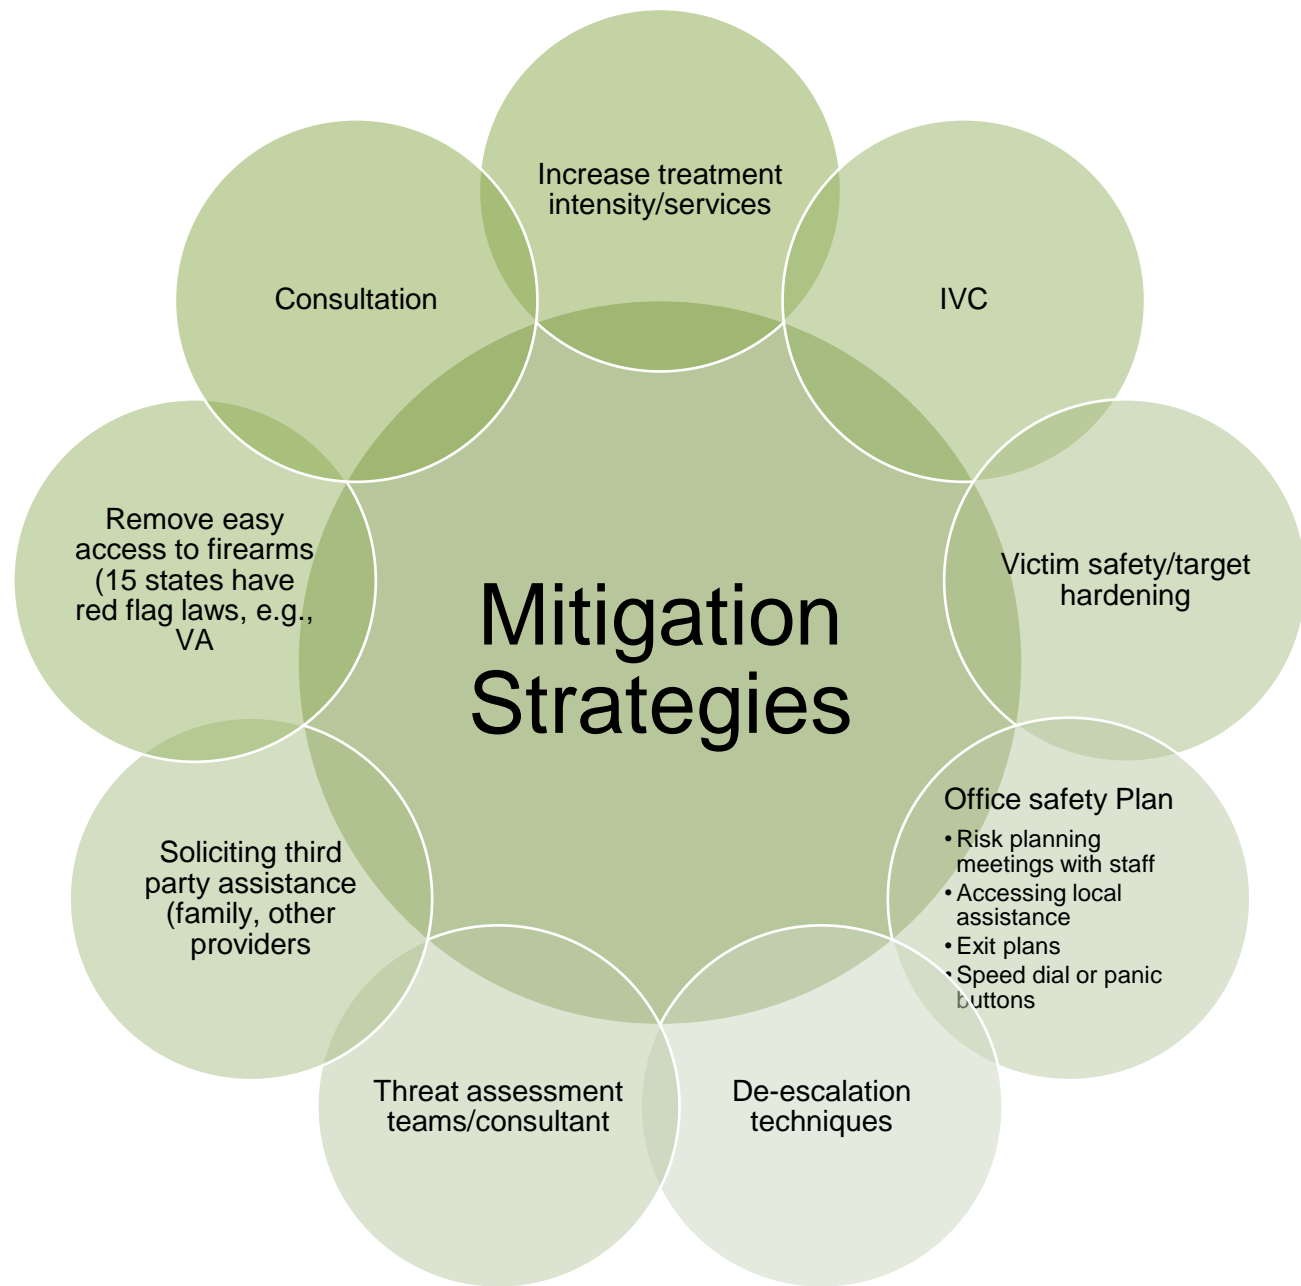 Increase treatment
intensity/services
IVC
Victim safety/target
hardening
Office safety Plan
• Risk planning
meetings with staff
• Accessing local
assistance
• Exit plans
• Speed dial or panic
buttons
De-escalation
techniques
Threat assessment
teams/consultant
Soliciting third
party assistance
(family, other
providers
Remove easy
access to firearms
(15 states have
red flag laws, e.g.,
VA
Consultation
Mitigation
Strategies